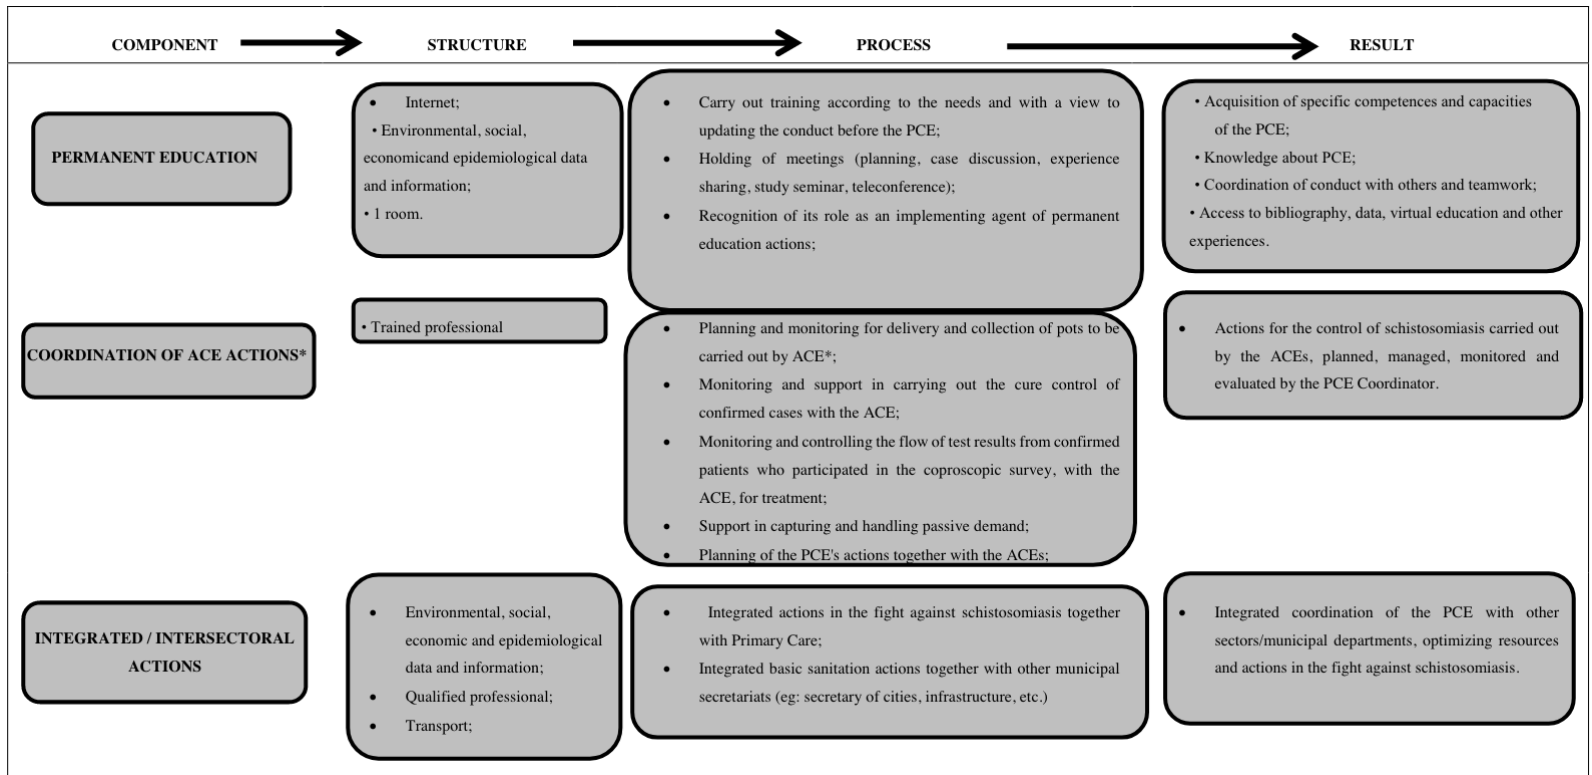 COMPONENT STRUCTURE PROCESS RESULT
PERMANENT EDUCATION
• Internet;
• Environmental, social,
economicand epidemiological data
and information;
• 1 room.
• Carry out training according to the needs and with a view to
updating the conduct before the PCE;
• Holding of meetings (planning, case discussion, experience
sharing, study seminar, teleconference);
• Recognition of its role as an implementing agent of permanent
education actions;
• Acquisition of specific competences and capacities
of the PCE;
• Knowledge about PCE;
• Coordination of conduct with others and teamwork;
• Access to bibliography, data, virtual education and other
experiences.
COORDINATION OF ACE ACTIONS*
• Trained professional
• Planning and monitoring for delivery and collection of pots to be
carried out by ACE*;
• Monitoring and support in carrying out the cure control of
confirmed cases with the ACE;
• Monitoring and controlling the flow of test results from confirmed
patients who participated in the coproscopic survey, with the
ACE, for treatment;
• Support in capturing and handling passive demand;
• Planning of the PCE's actions together with the ACEs;
• Actions for the control of schistosomiasis carried out
by the ACEs, planned, managed, monitored and
evaluated by the PCE Coordinator.
INTEGRATED / INTERSECTORAL
ACTIONS
• Environmental, social,
economic and epidemiological
data and information;
• Qualified professional;
• Transport;
• Integrated actions in the fight against schistosomiasis together
with Primary Care;
• Integrated basic sanitation actions together with other municipal
secretariats (eg: secretary of cities, infrastructure, etc.)
• Integrated coordination of the PCE with other
sectors/municipal departments, optimizing resources
and actions in the fight against schistosomiasis.